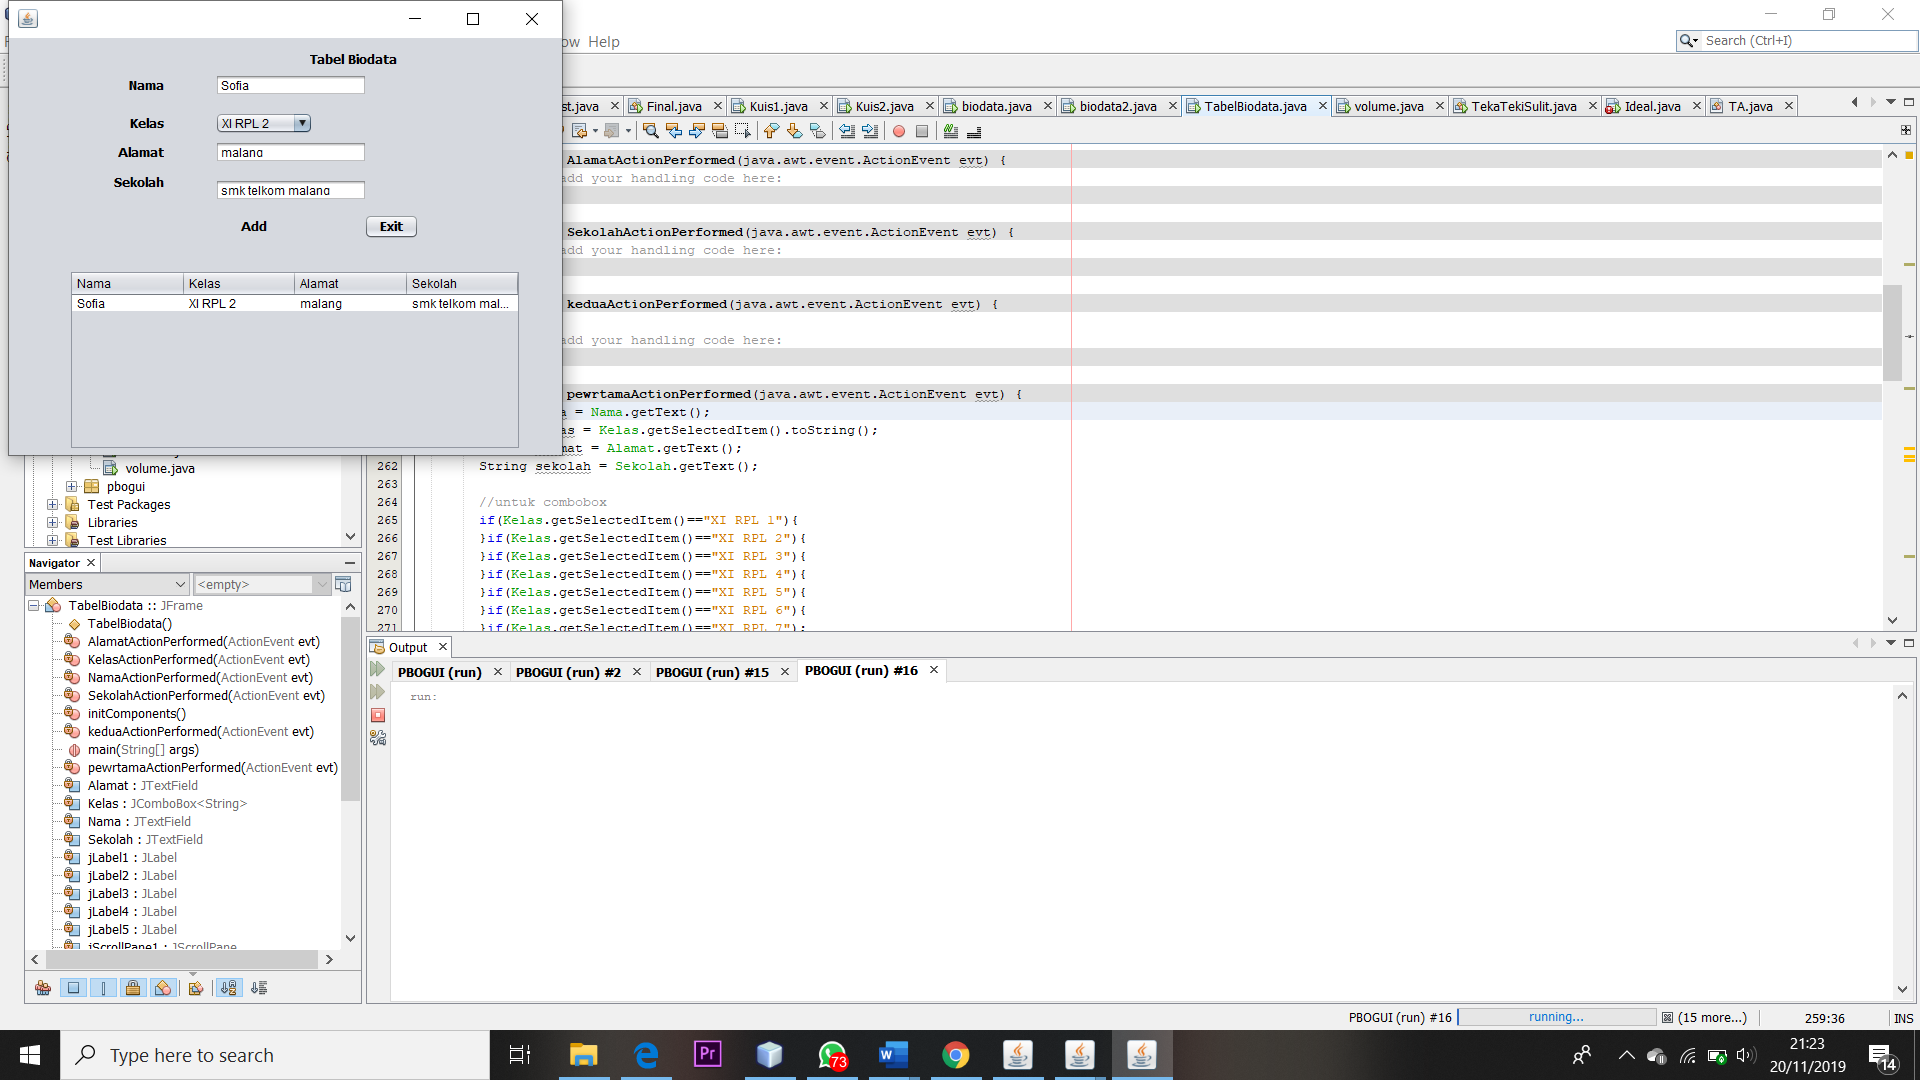 Tabel Biodata
Nama Sofia
Kelas XI RPL 2
Alamat malang
Sekolah smk telkom malang
Add Exit
Nama Kelas Alamat Sekolah
Sofia XI RPL 2 malang smk telkom mal...
Help
Search (Ctrl+I)
st.java Final.java Kuis1.java Kuis2.java biodata.java biodata2.java TabelBiodata.java volume.java TekaTekiSulit.java Ideal.java TA.java
AlamatActionPerformed(java.awt.event.ActionEvent evt) {
add your handling code here:
SekolahActionPerformed(java.awt.event.ActionEvent evt) {
add your handling code here:
keduaActionPerformed(java.awt.event.ActionEvent evt) {
add your handling code here:
pewrtamaActionPerformed(java.awt.event.ActionEvent evt) {
a = Nama.getText();
as = Kelas.getSelectedItem().toString();
mat = Alamat.getText();
262 String sekolah = Sekolah.getText();
263
264 //untuk combobox
265 if(Kelas.getSelectedItem()=="XI RPL 1"){
266 }if(Kelas.getSelectedItem()=="XI RPL 2"){
267 }if(Kelas.getSelectedItem()=="XI RPL 3"){
268 }if(Kelas.getSelectedItem()=="XI RPL 4"){
269 }if(Kelas.getSelectedItem()=="XI RPL 5"){
270 }if(Kelas.getSelectedItem()=="XI RPL 6"){
271 }if(Kelas.getSelectedItem()=="XI RPL 7");
volume.java
pbogui
Test Packages
Libraries
Test Libraries
Navigator
Members <empty>
TabelBiodata :: JFrame
TabelBiodata()
AlamatActionPerformed(ActionEvent evt)
KelasActionPerformed(ActionEvent evt)
NamaActionPerformed(ActionEvent evt)
SekolahActionPerformed(ActionEvent evt)
initComponents()
keduaActionPerformed(ActionEvent evt)
main(String[] args)
pewrtamaActionPerformed(ActionEvent evt)
Alamat : JTextField
Kelas : JComboBox<String>
Nama : JTextField
Sekolah : JTextField
jLabel1 : JLabel
jLabel2 : JLabel
jLabel3 : JLabel
jLabel4 : JLabel
jLabel5 : JLabel
jScrollPane1 : JScrollPane
Output
PBOGUI (run) PBOGUI (run) #2 PBOGUI (run) #15 PBOGUI (run) #16
run:
PBOGUI (run) #16 running... (15 more...) 259:36 INS
Type here to search
Pr
73
W
21:23
20/11/2019
14